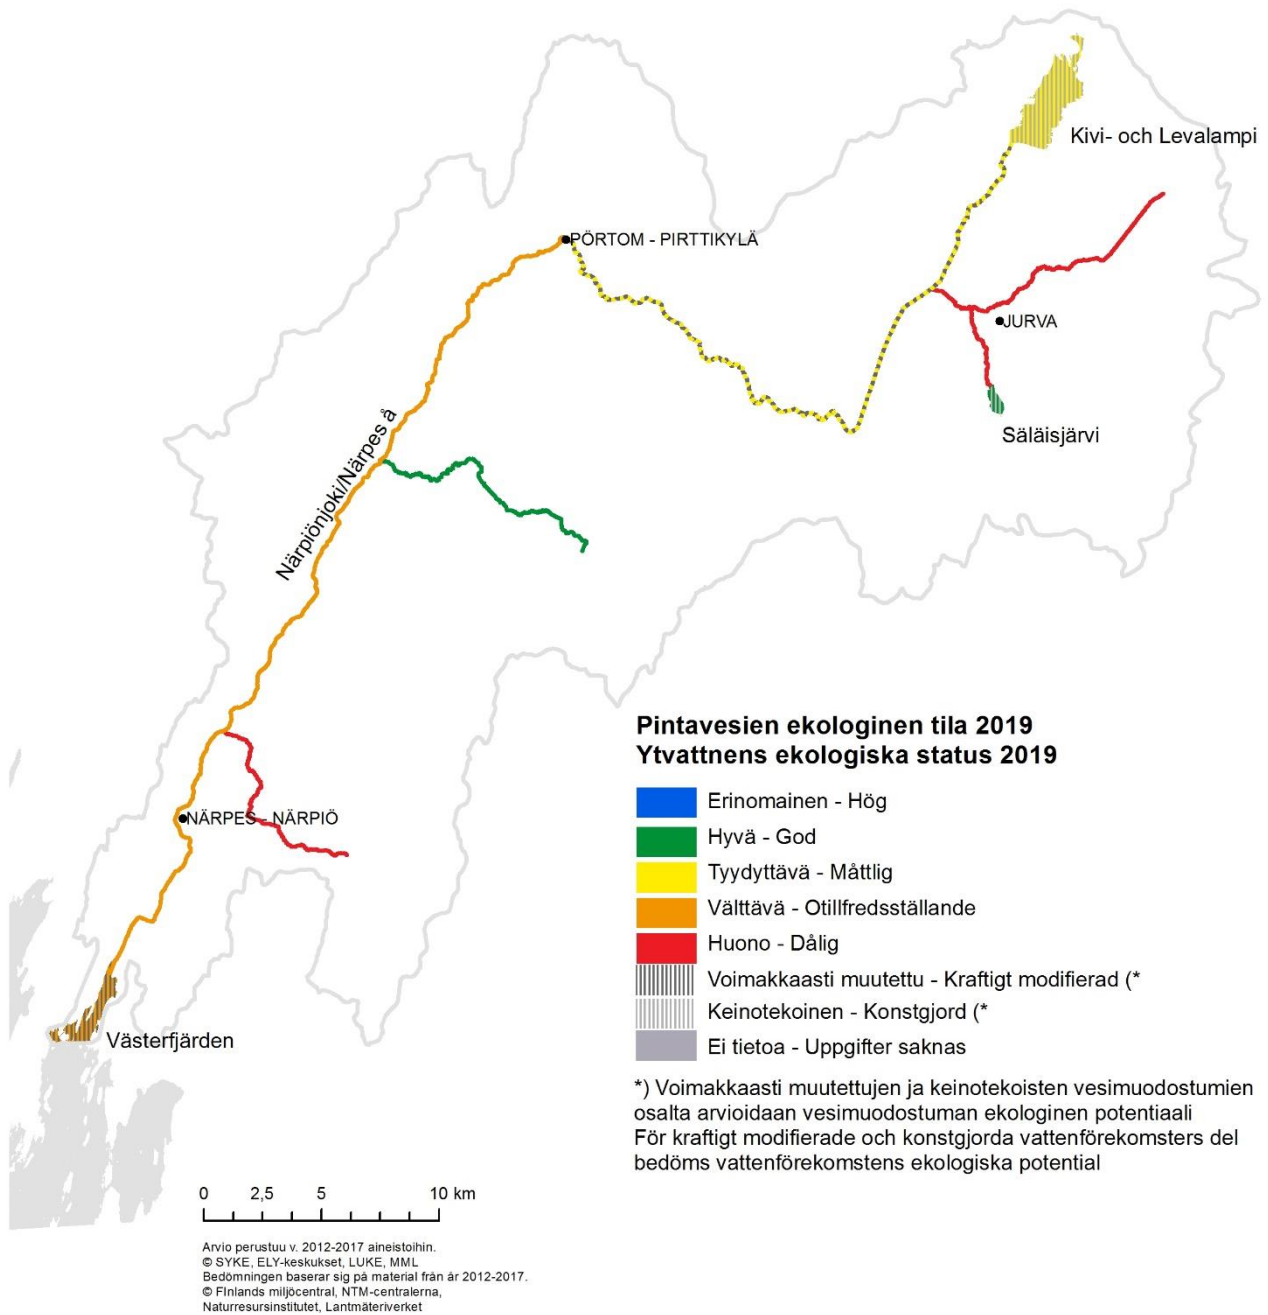 Kivi- och Levalampi
PÖRTOM - PIRTTIKYLÄ
JURVA
Säläisjärvi
Närpiönjoki/Närpes å
NÄRPES - NÄRPIÖ
Västerfjärden
Pintavesien ekologinen tila 2019
Ytvattnens ekologiska status 2019
Erinomainen - Hög
Hyvä - God
Tyydyttävä - Måttlig
Välttävä - Otillfredsställande
Huono - Dålig
Voimakkaasti muutettu - Kraftigt modifierad (*
Keinotekoinen - Konstgjord (*
Ei tietoa - Uppgifter saknas
*) Voimakkaasti muutettujen ja keinotekoisten vesimuodostumien
osalta arvioidaan vesimuodostuman ekologinen potentiaali
För kraftigt modifierade och konstgjorda vattenförekomsters del
bedöms vattenförekomstens ekologiska potential
0 2,5 5 10 km
Arvio perustuu v. 2012-2017 aineistoihin.
© SYKE, ELY-keskukset, LUKE, MML
Bedömningen baserar sig på material från år 2012-2017.
© FInlands miljöcentral, NTM-centralerna,
Naturresursinstitutet, Lantmäteriverket